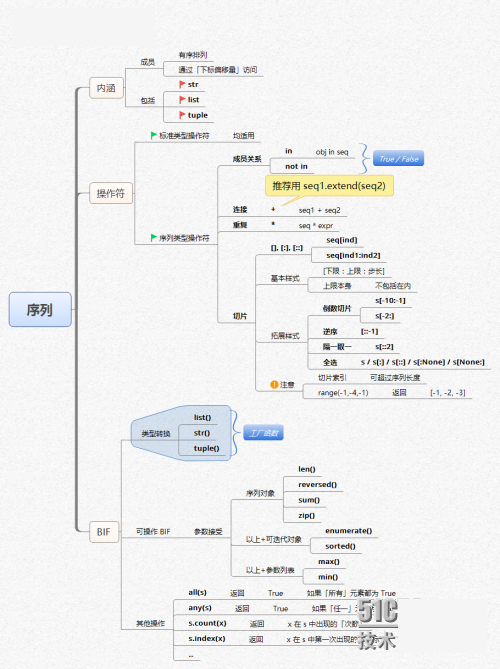 序列
内涵
成员
有序排列
通过「下标偏移量」访问
包括
str
list
tuple
操作符
标准类型操作符 均适用
序列类型操作符
成员关系
in obj in seq
not in
True / False
推荐用 seq1.extend(seq2)
连接 + seq1 + seq2
重复 * seq * expr
切片
[], [:], [::]
seq[ind]
seq[ind1:ind2]
基本样式
[下限：上限：步长]
上限本身 不包括在内
拓展样式
倒数切片
s[-10:-1]
s[-2:]
逆序 [::-1]
隔一取一 s[::2]
全选 s / s[:] / s[::] / s[:None] / s[None:]
注意
切片索引 可超过序列长度
range(-1,-4,-1) 返回 [-1, -2, -3]
BIF
类型转换
list()
str()
tuple()
工厂函数
可操作 BIF 参数接受
序列对象
len()
reversed()
sum()
zip()
以上+可迭代对象
enumerate()
sorted()
以上+参数列表
max()
min()
其他操作
all(s) 返回 True 如果「所有」元素都为 True
any(s) 返回 True 如果「任一」元
s.count(x) 返回 x 在 s 中出现的「次数
s.index(x) 返回 x 在 s 中第一次出现的
..
51C
技术